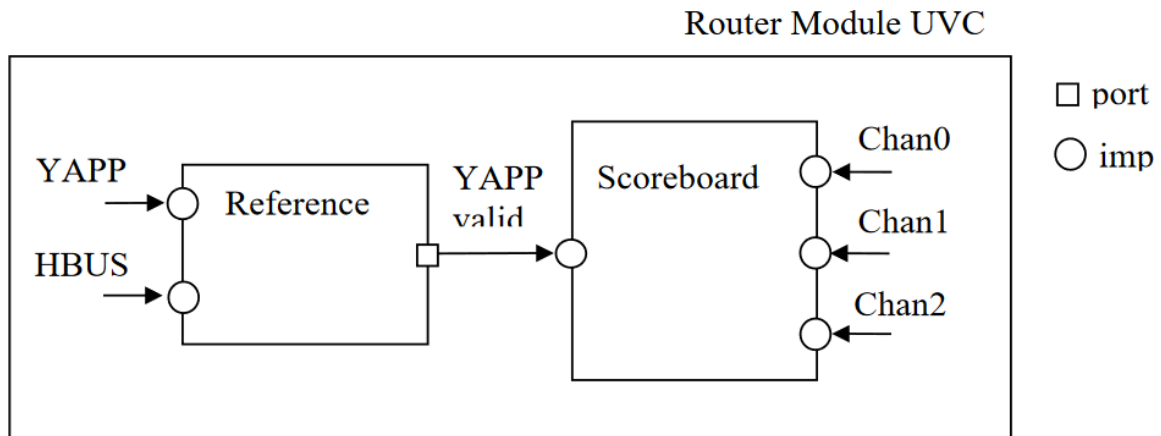 Router Module UVC
port
imp
YAPP
HBUS
Reference
YAPP
valid
Scoreboard
Chan0
Chan1
Chan2